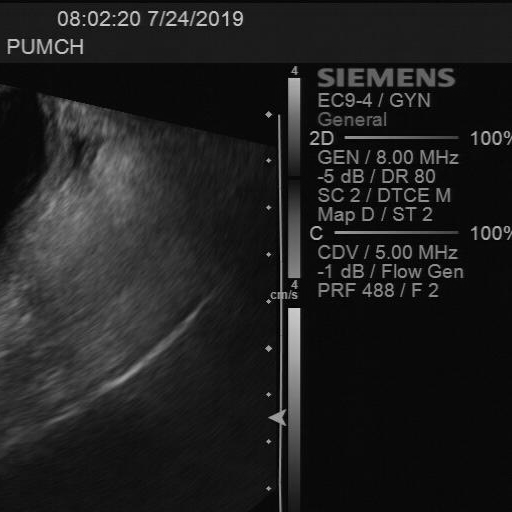 08:02:20 7/24/2019
PUMCH
4
SIEMENS
EC9-4 / GYN
General
2D 100%
GEN / 8.00 MHz
-5 dB / DR 80
SC 2 / DTCE M
Map D / ST 2
C 100%
CDV / 5.00 MHz
-1 dB / Flow Gen
4
cm/s
PRF 488 / F 2